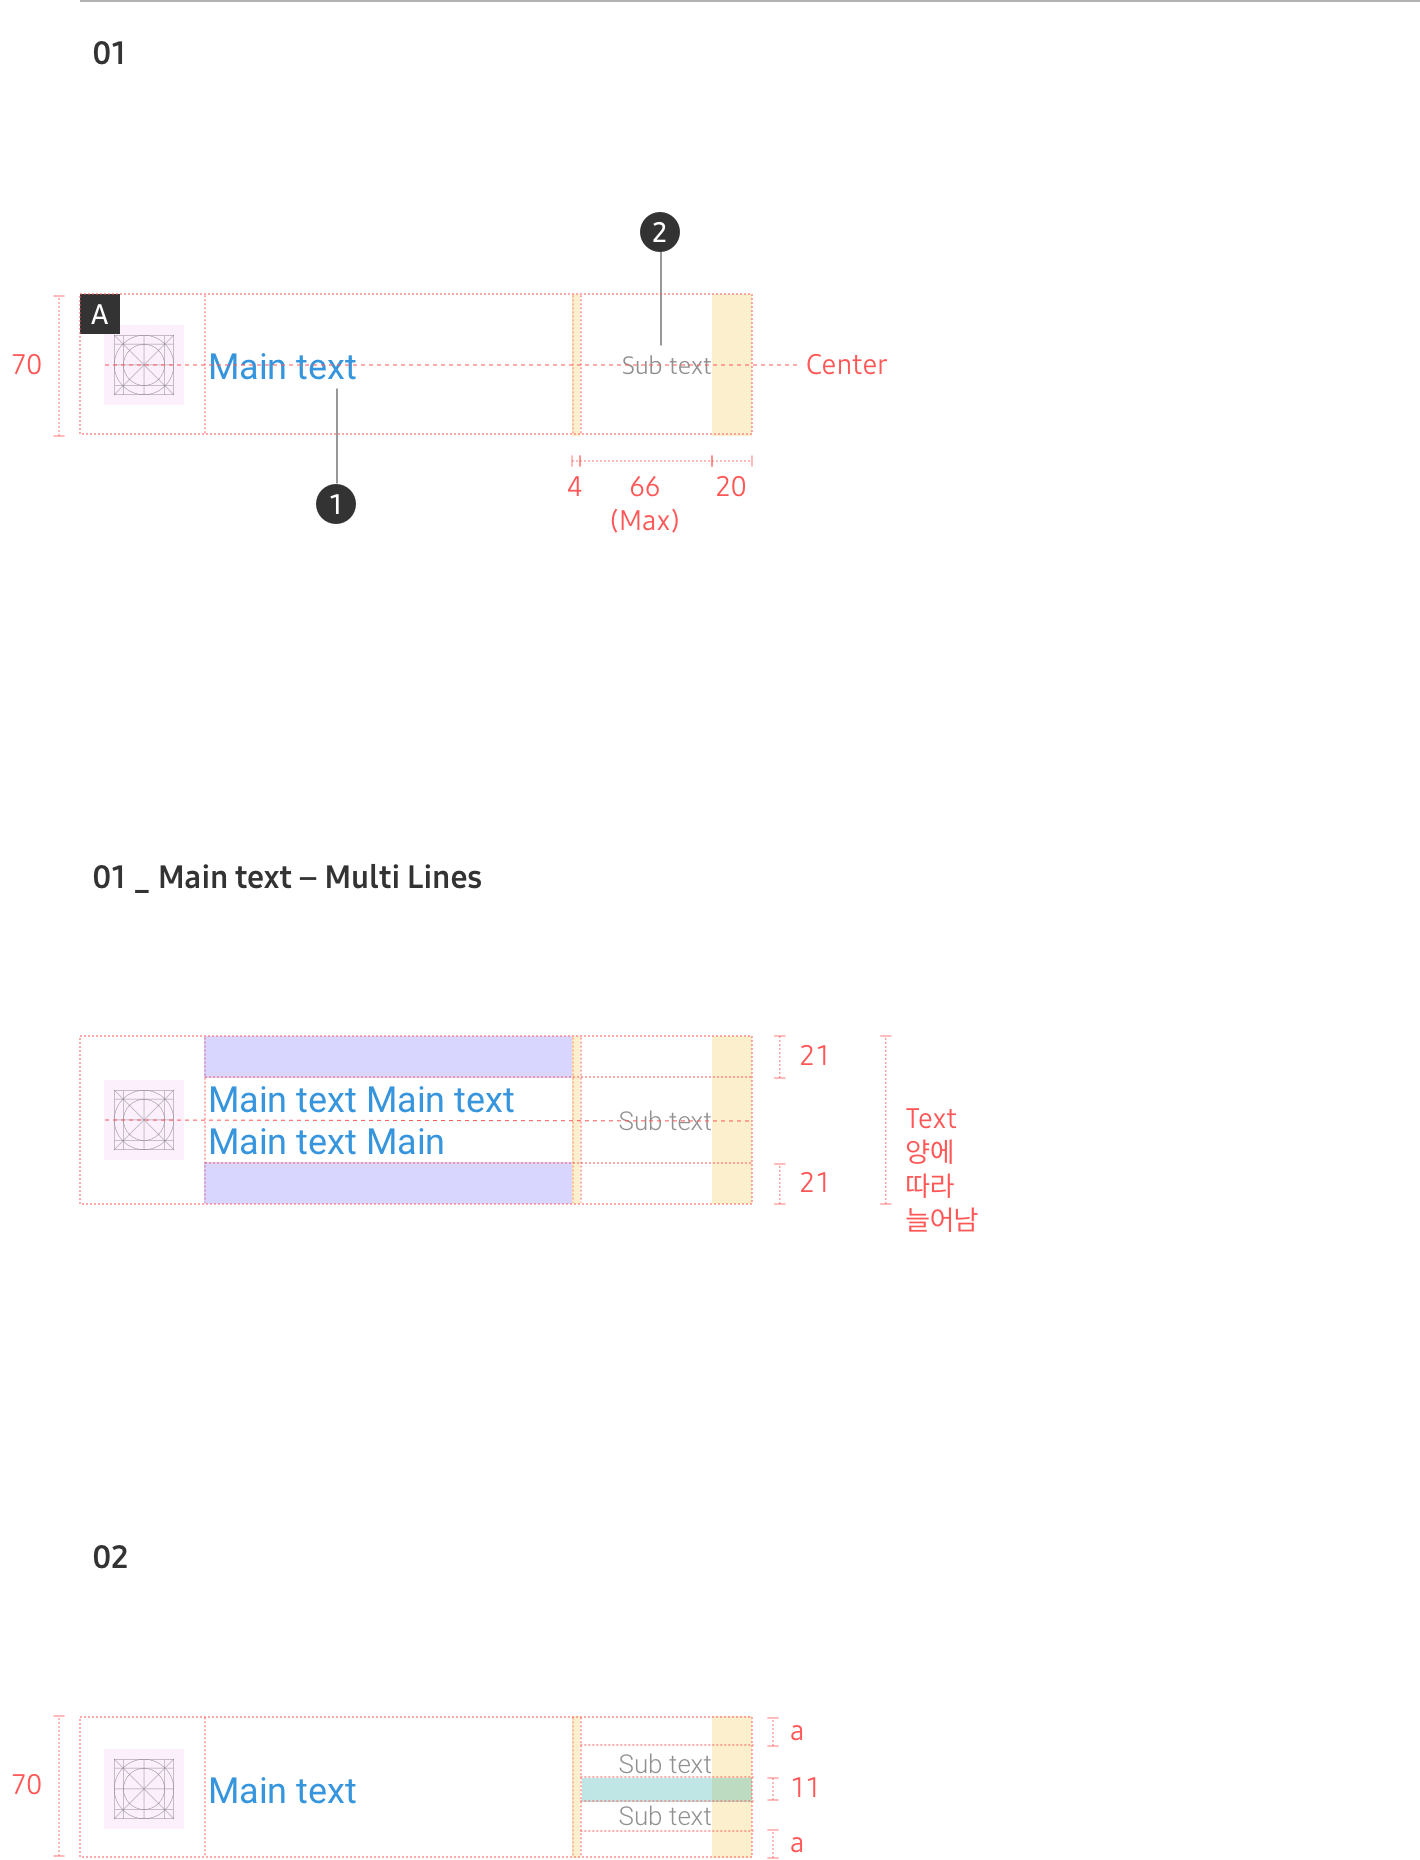 01
2
A
70
Main text
Sub text
Center
4
66
20
(Max)
1
01 _ Main text – Multi Lines
21
Main text Main text
Main text Main
Sub text
21
Text
양에
따라
늘어남
02
a
Sub text
70
Main text
11
Sub text
a